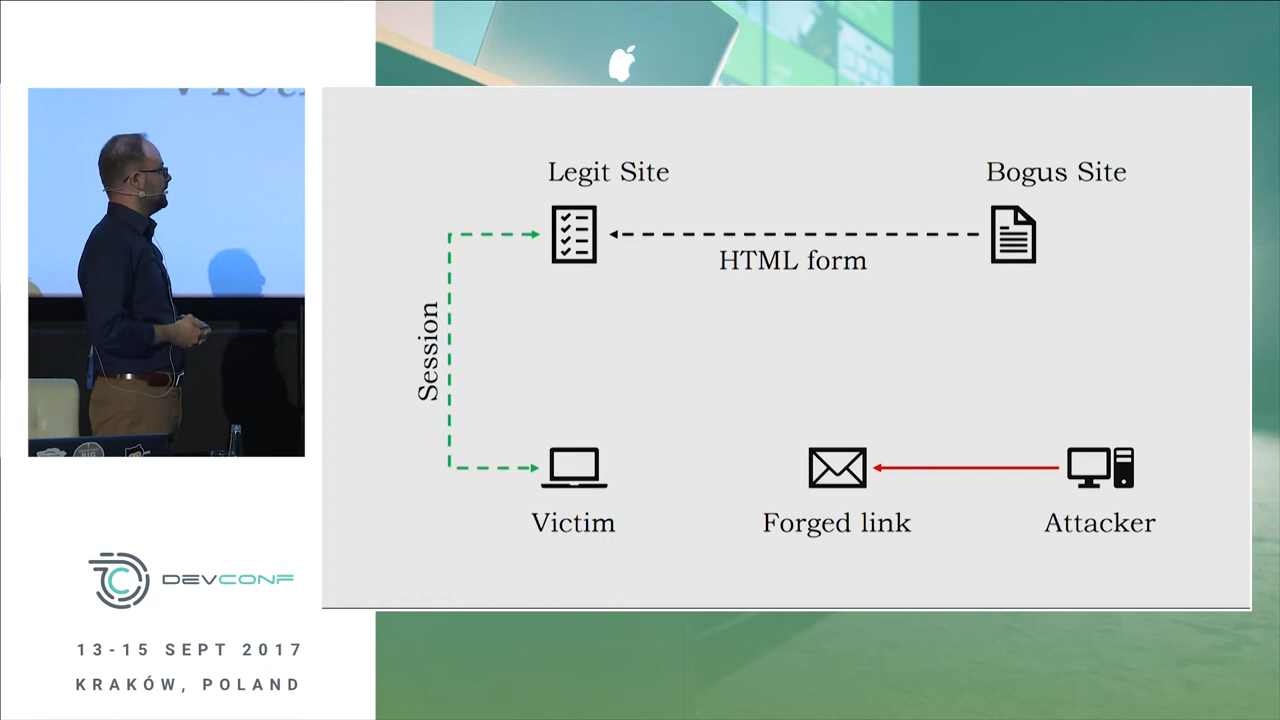 Legit Site
Bogus Site
HTML form
Session
Victim
Forged link
Attacker
DEVCONF
13-15 SEPT 2017
KRAKÓW, POLAND